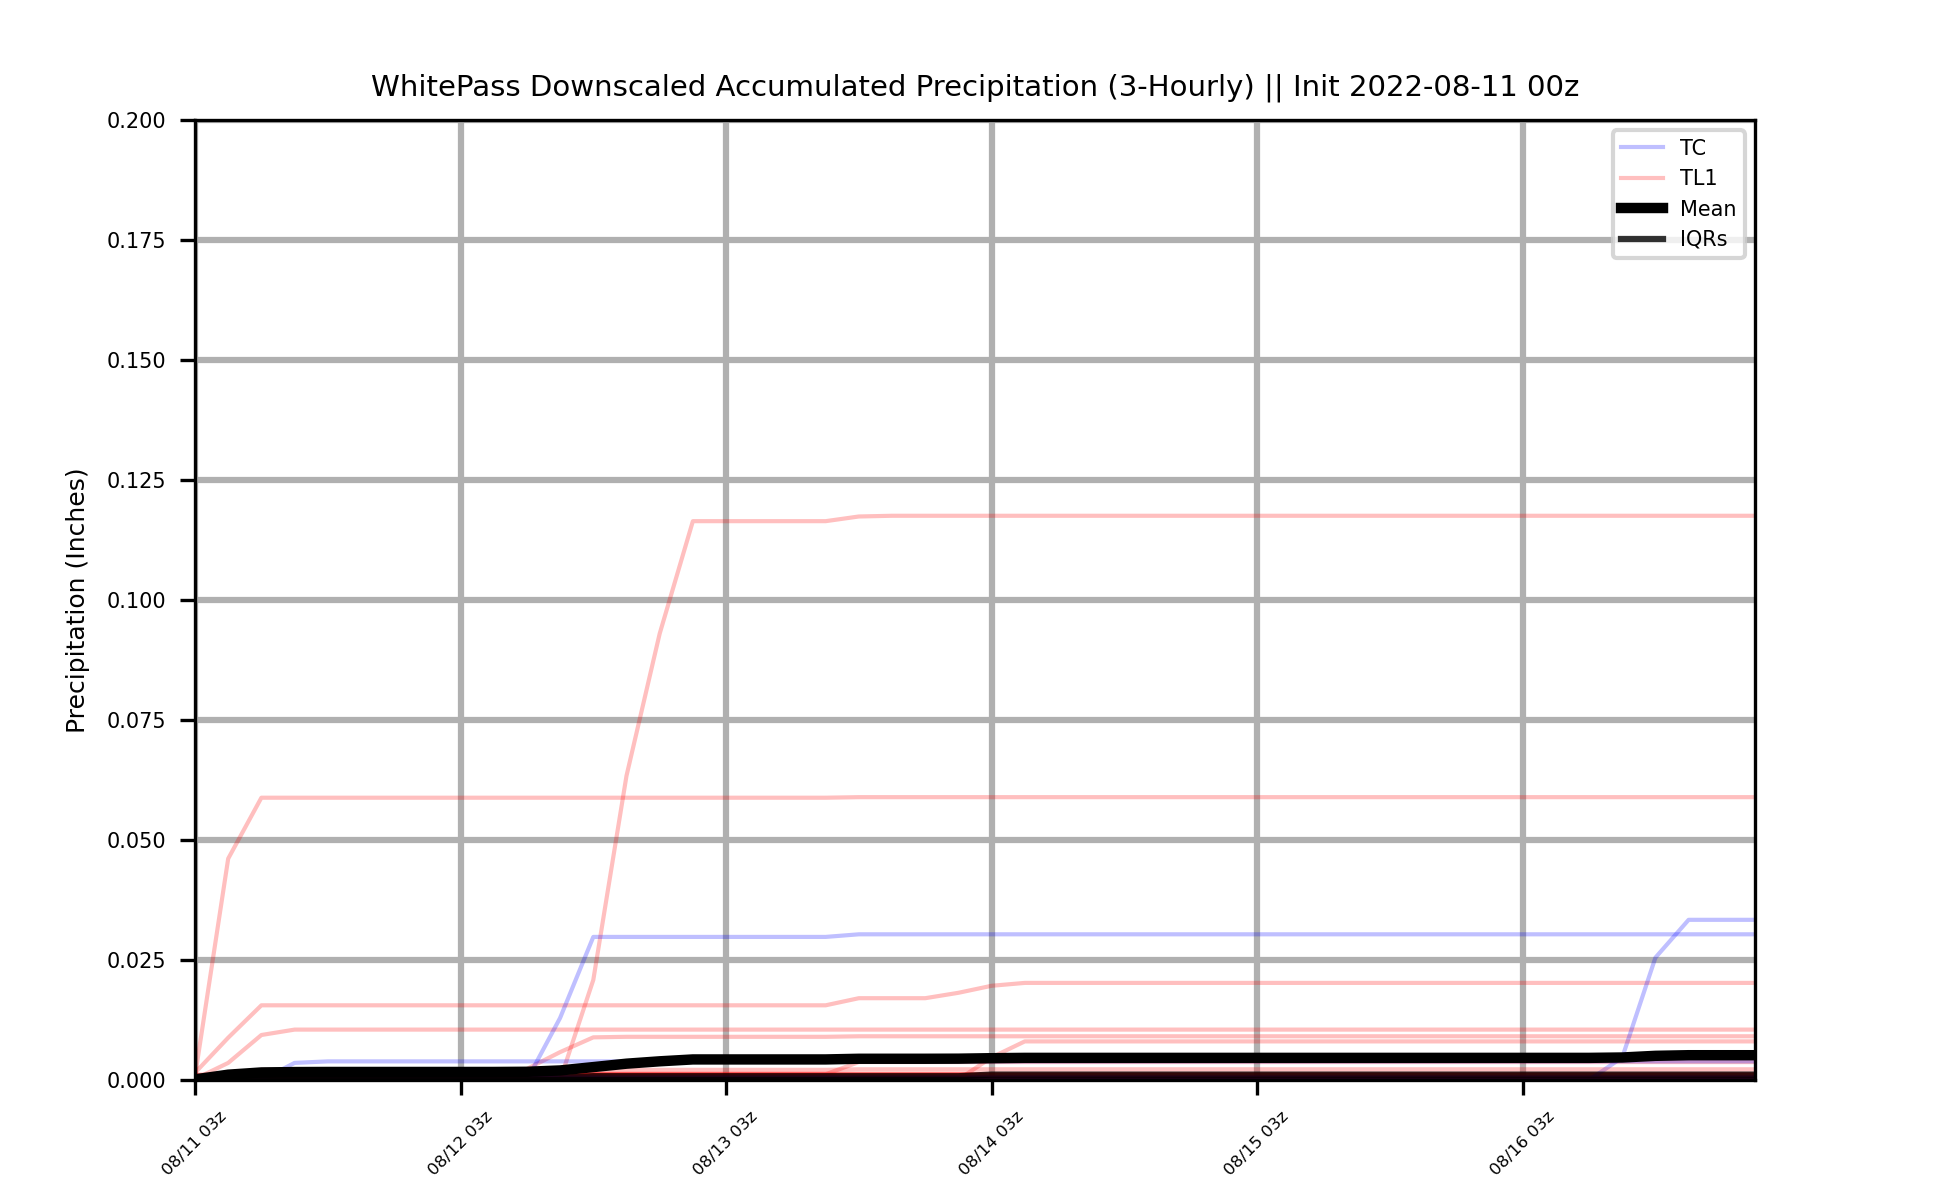 WhitePass Downscaled Accumulated Precipitation (3-Hourly) || Init 2022-08-11 00z
Precipitation (Inches)
0.200
0.175
0.150
0.125
0.100
0.075
0.050
0.025
0.000
TC
TL1
Mean
IQRs
08/11 03z
08/12 03z
08/13 03z
08/14 03z
08/15 03z
08/16 03z